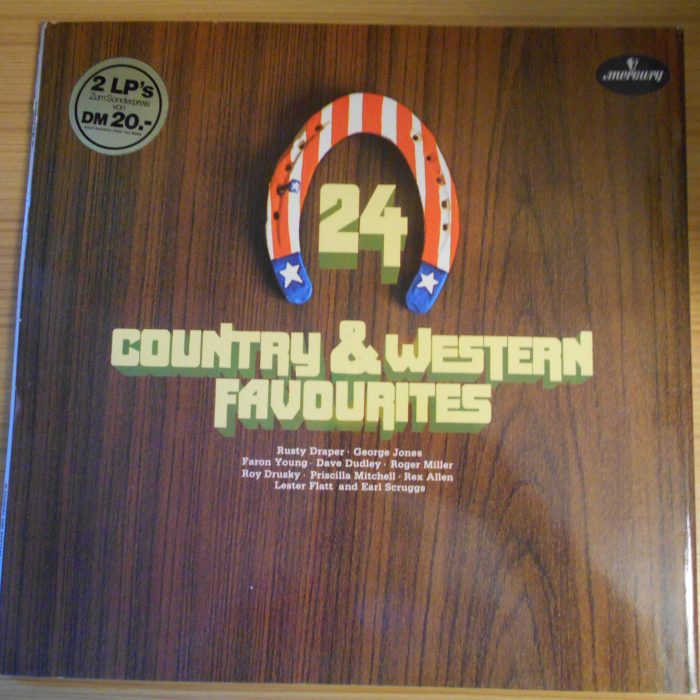 2 LP's
Zum Sonderpreis
von
DM 20.-
mercury
24
COUNTRY & WESTERN
FAVOURITES
Rusty Draper · George Jones
Faron Young · Dave Dudley · Roger Miller
Roy Drusky · Priscilla Mitchell · Rex Allen
Lester Flatt and Earl Scruggs